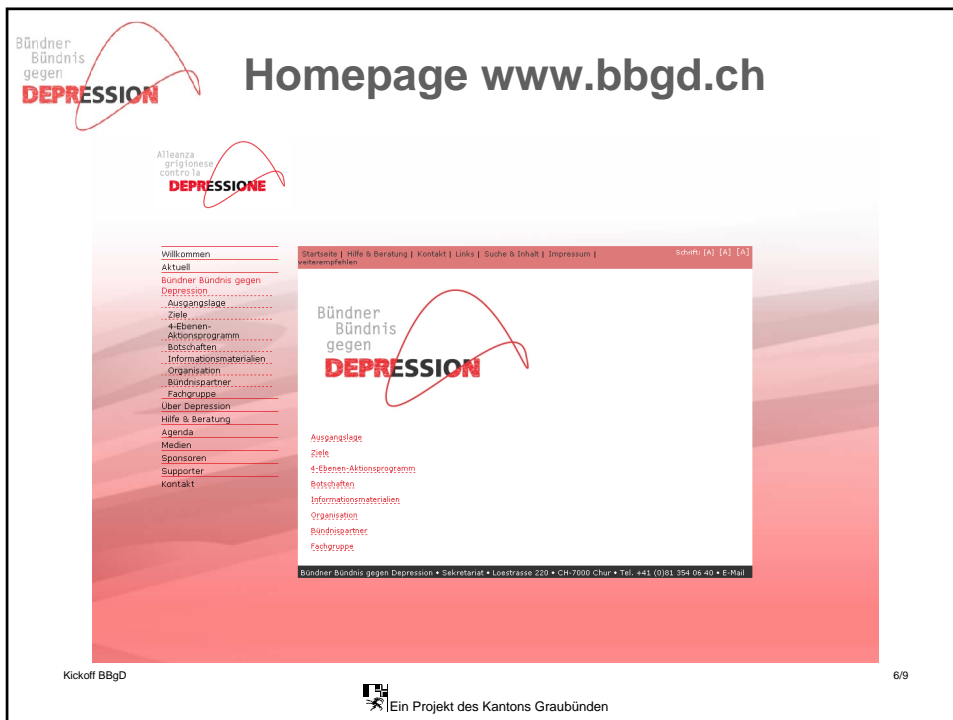 Bündner
Bündnis
gegen
DEPRESSION
Homepage www.bbgd.ch
Alleanza
grigionese
contro la
DEPRESSIONE
Willkommen
Aktuell
Bündner Bündnis gegen
Depression
Ausgangslage
Ziele
4-Ebenen-
Aktionsprogramm
Botschaften
Informationsmaterialien
Organisation
Bündnispartner
Fachgruppe
Über Depression
Hilfe & Beratung
Agenda
Medien
Sponsoren
Supporter
Kontakt
Startseite | Hilfe & Beratung | Kontakt | Links | Suche & Inhalt | Impressum |
weiterempfehlen
Schrift: [A] [A] [A]
Bündner
Bündnis
gegen
DEPRESSION
Ausgangslage
Ziele
4-Ebenen-Aktionsprogramm
Botschaften
Informationsmaterialien
Organisation
Bündnispartner
Fachgruppe
Bündner Bündnis gegen Depression • Sekretariat • Loestrasse 220 • CH-7000 Chur • Tel. +41 (0)81 354 06 40 • E-Mail
Kickoff BBgD
6/9
Ein Projekt des Kantons Graubünden